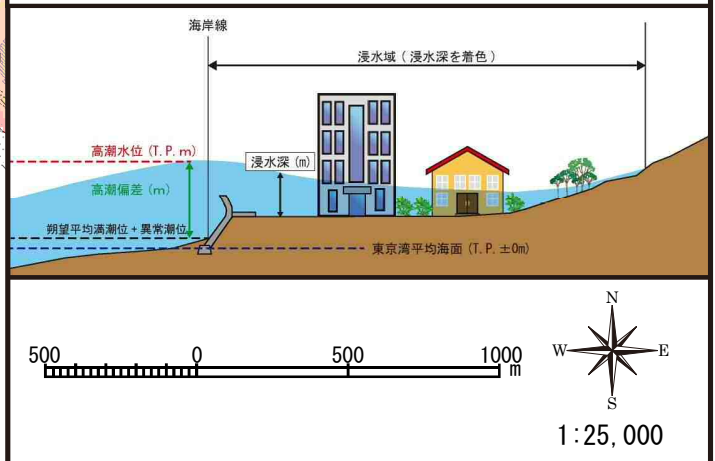 海岸線
浸水域(浸水深を着色)
高潮水位(T.P.m)
浸水深(m)
高潮偏差(m)
朔望平均満潮位+異常潮位
東京湾平均海面(T.P.±0m)
500 0 500 1000
m
N
W E
S
1:25,000